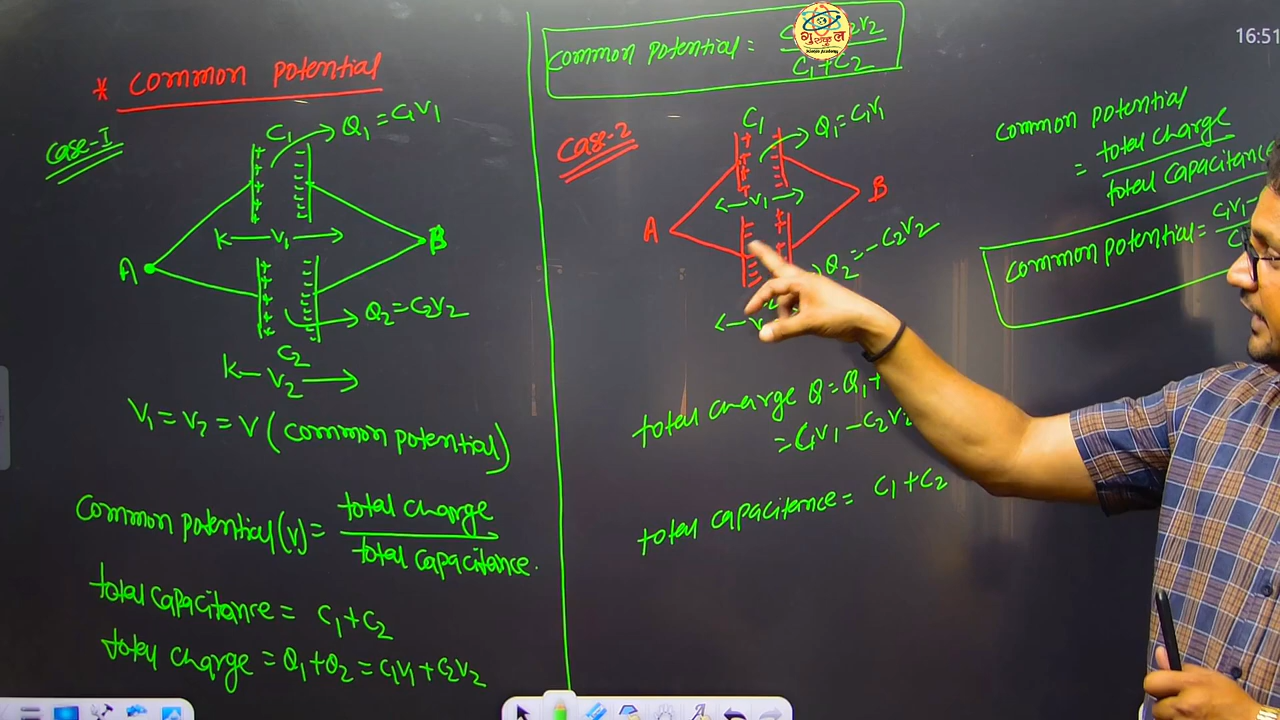 * Common potential
Case-I
C₁
Q₁ = C₁V₁
V₁
A
B
Q₂ = C₂V₂
C₂
V₂
V₁ = V₂ = V (common potential)
Common potential (V) = total charge / total capacitance.
total capacitance = C₁+C₂
total charge = Q₁+Q₂ = C₁V₁+C₂V₂
Common potential = V₂ / C₁+C₂
गुरुकुल
Science Academy
16:51
Case-2
C₁
Q₁ = C₁V₁
V₁
A
B
Q₂ = -C₂V₂
total charge Q = Q₁+
= C₁V₁ - C₂V₂
total capacitance = C₁+C₂
Common potential
= total charge / total capacitance
Common potential = C₁V₁-